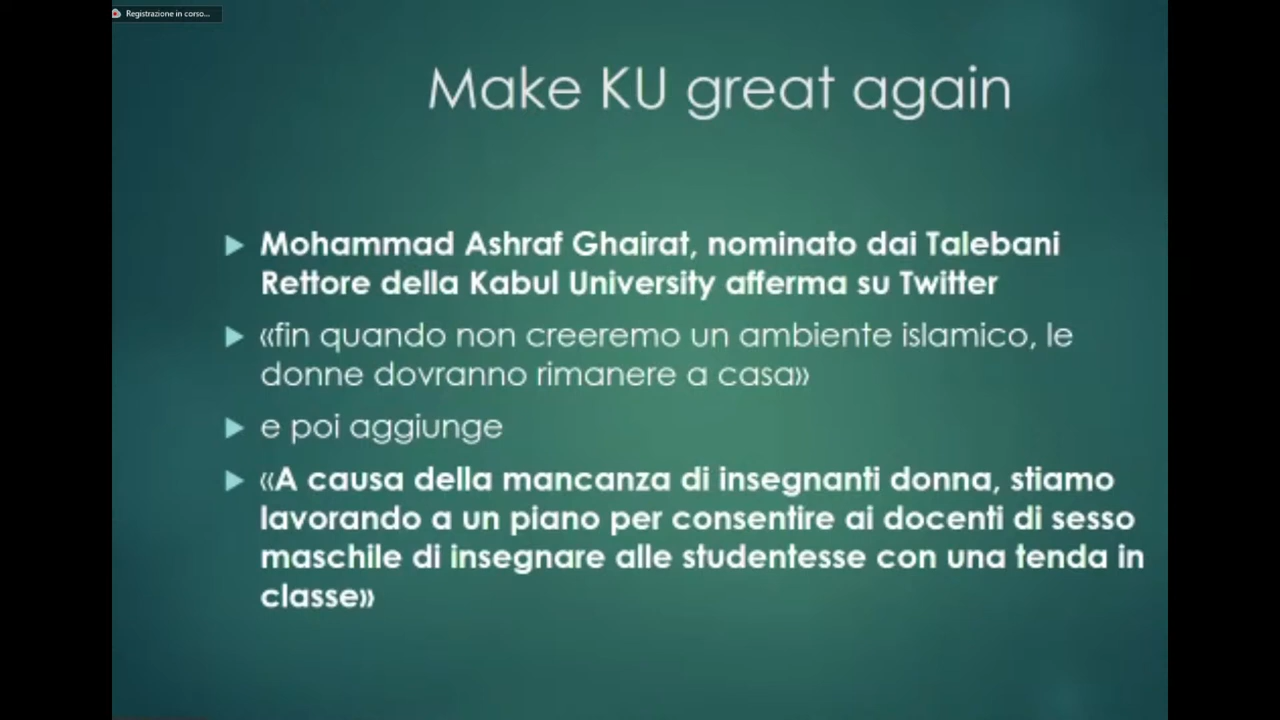 Registrazione in corso...
Make KU great again
Mohammad Ashraf Ghairat, nominato dai Talebani
Rettore della Kabul University afferma su Twitter
«fin quando non creeremo un ambiente islamico, le
donne dovranno rimanere a casa»
e poi aggiunge
«A causa della mancanza di insegnanti donna, stiamo
lavorando a un piano per consentire ai docenti di sesso
maschile di insegnare alle studentesse con una tenda in
classe»